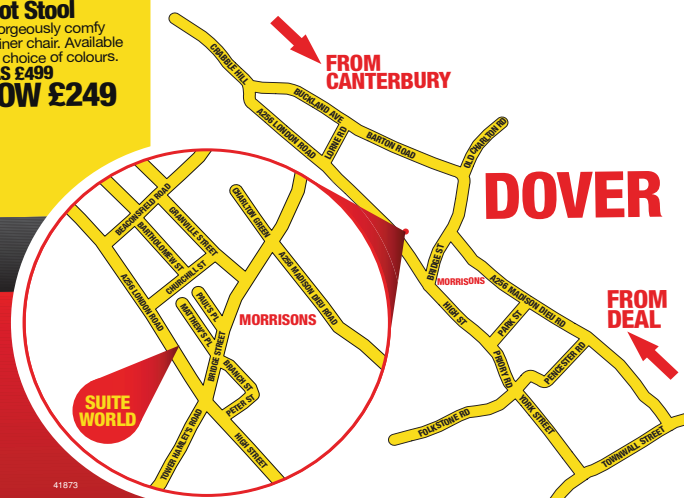 ot Stool
orgeously comfy
iner chair. Available
choice of colours.
S £499
OW £249
FROM
CANTERBURY
CRABBLE HILL
BUCKLAND AVE
A256 LONDON ROAD
LORNE RD
BARTON ROAD
OLD CHARLTON RD
DOVER
BRIDGE ST
MORRISONS
A256 MADISON DIEU RD
HIGH ST
PARK ST
FROM
DEAL
PRIORY RD
PENCESTER RD
FOLKSTONE RD
YORK STREET
TOWNWALL STREET
BEACONSFIELD ROAD
GRANVILLE STREET
BARTHOLOMEW ST
CHARLTON GREEN
CHURCHILL ST
A256 LONDON ROAD
A256 MADISON DIEU ROAD
PAUL'S PL
MATTHEW'S PL
MORRISONS
BRIDGE STREET
BRANCH ST
PETER ST
SUITE
WORLD
TOWER HAMLETS ROAD
HIGH STREET
41873